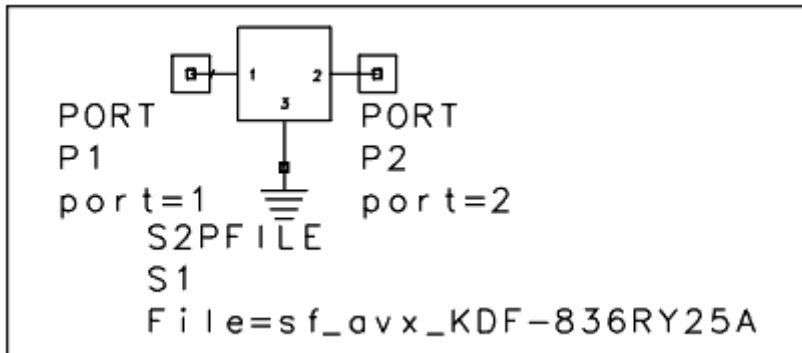 1 2
3
PORT PORT
P1 P2
port=1 port=2
S2PFILE
S1
File=sf_avx_KDF-836RY25A